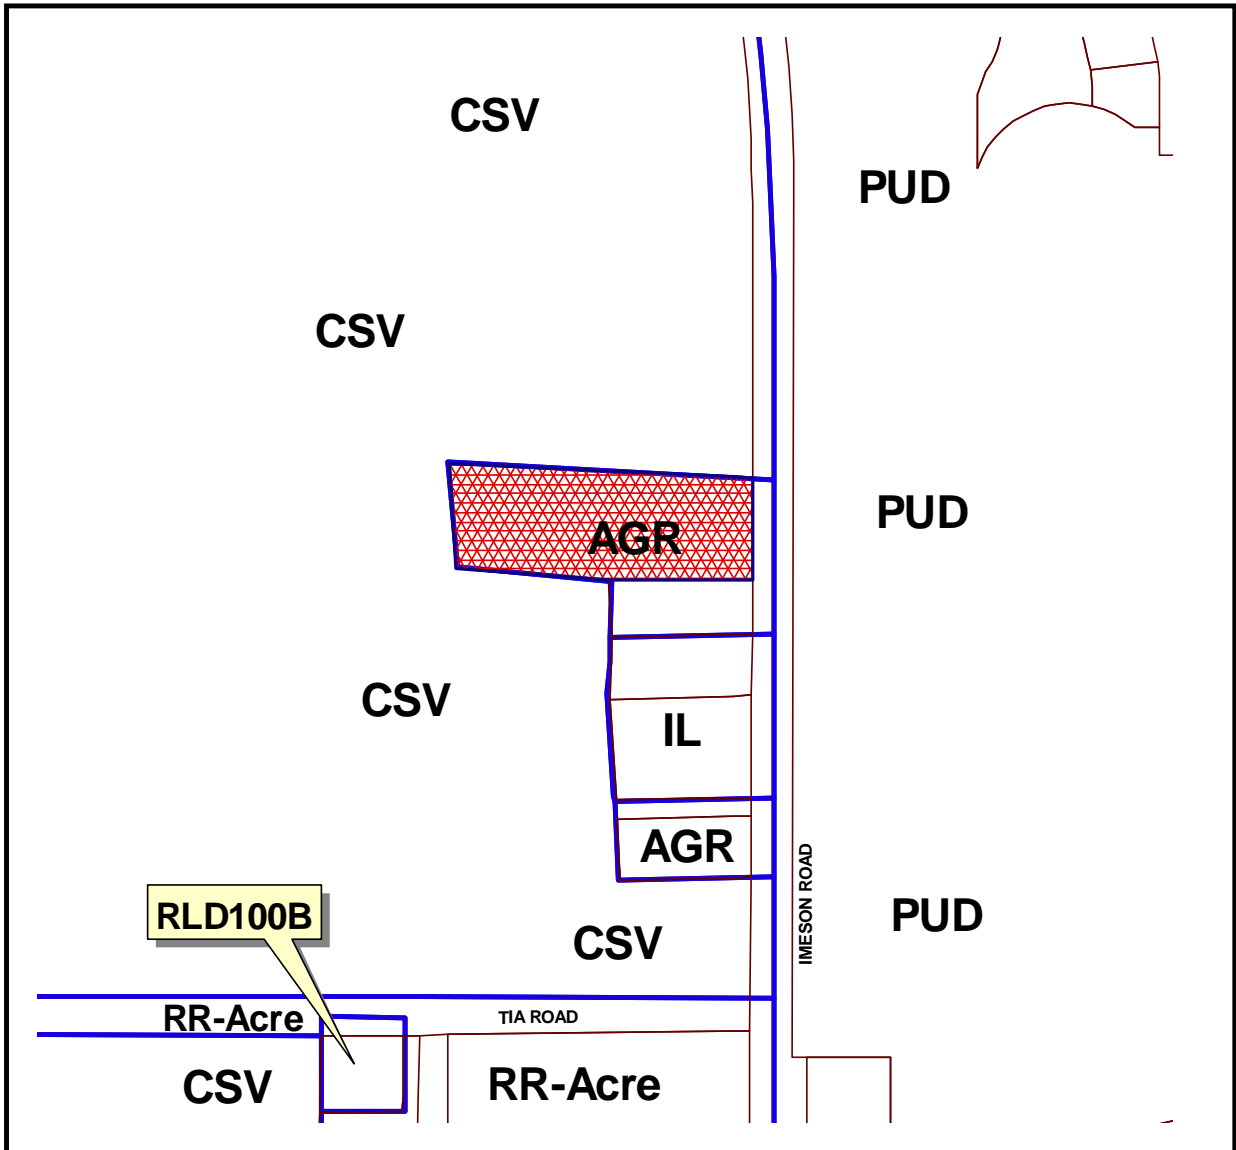 CSV
PUD
CSV
PUD
AGR
CSV
IL
AGR
IMESON ROAD
RLD100B
PUD
CSV
RR-Acre
TIA ROAD
CSV
RR-Acre